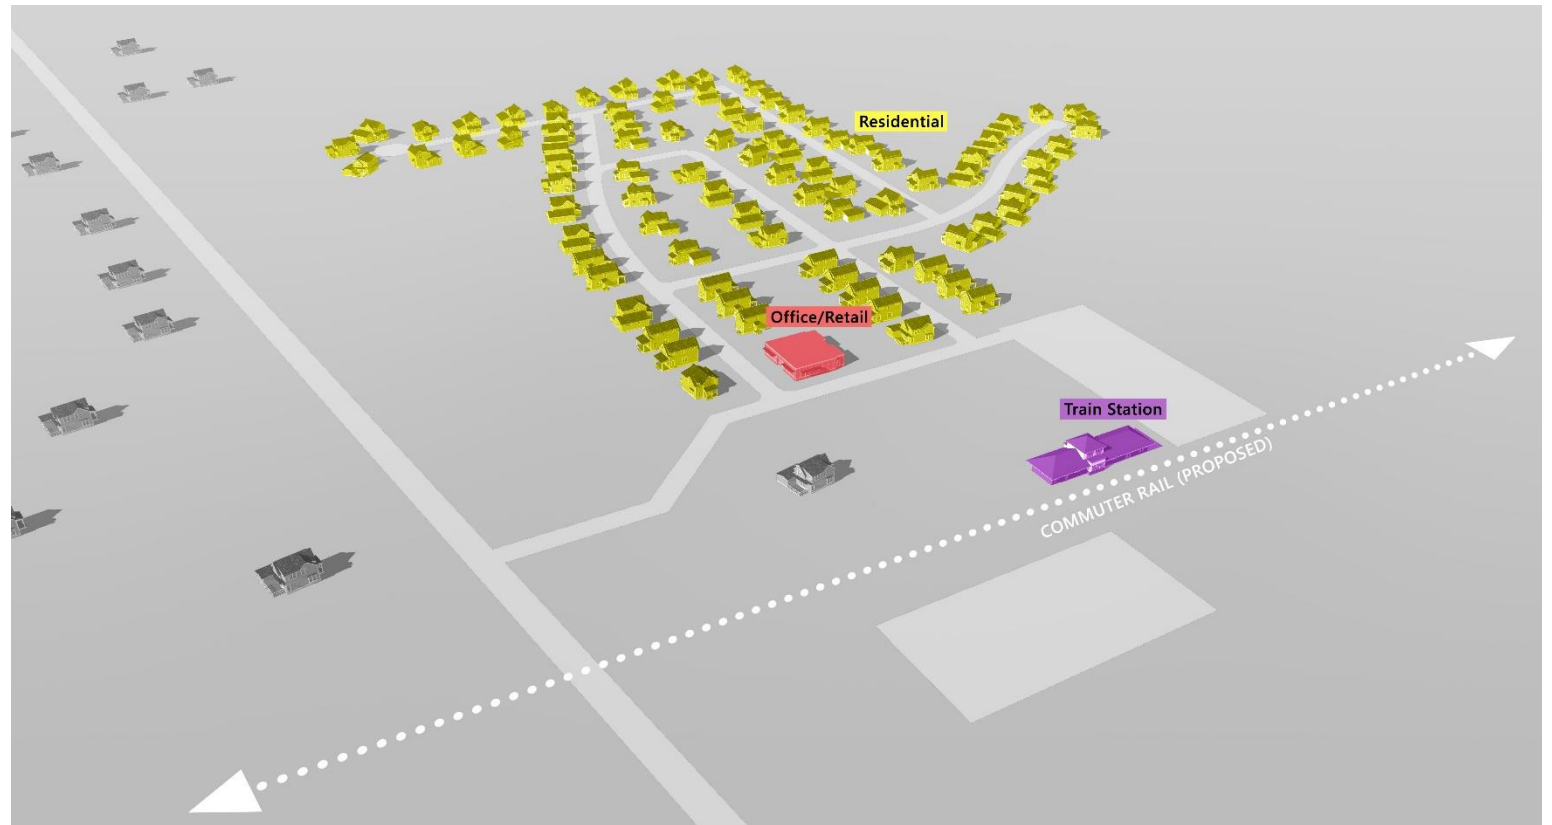 Residential
Office/Retail
Train Station
COMMUTER RAIL (PROPOSED)